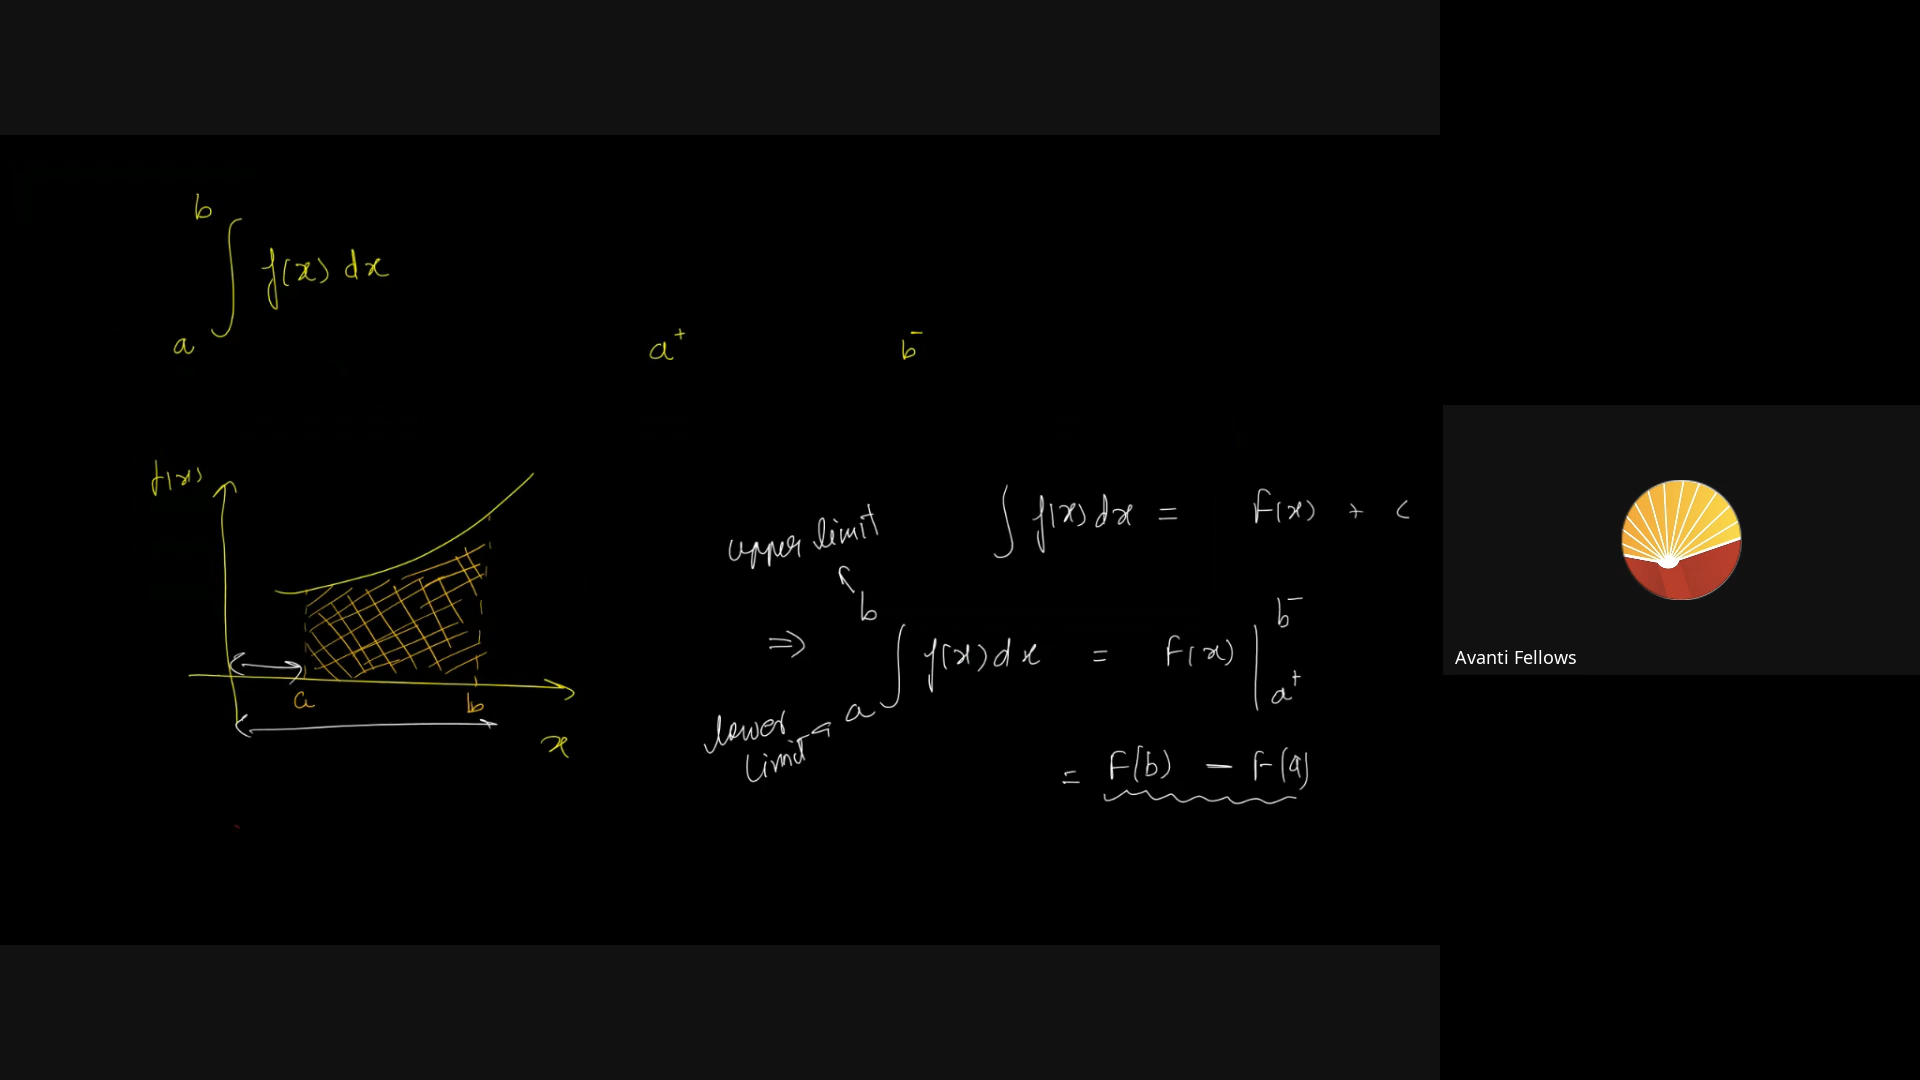 b
∫ f(x) dx
a
a⁺ b⁻
f(x)
a b
x
∫ f(x) dx = F(x) + c
upper limit
b b⁻
⇒ ∫ f(x) dx = F(x) |
a a⁺
lower
limit
= F(b) – F(a)
Avanti Fellows